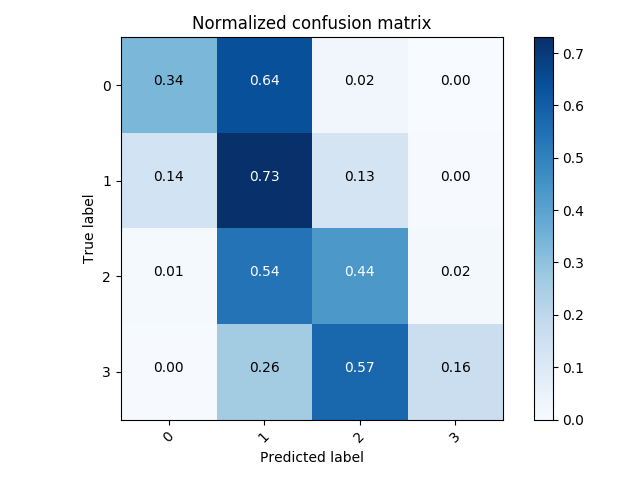 Normalized confusion matrix
True label
0 0.34 0.64 0.02 0.00
1 0.14 0.73 0.13 0.00
2 0.01 0.54 0.44 0.02
3 0.00 0.26 0.57 0.16
0 1 2 3
Predicted label
0.7
0.6
0.5
0.4
0.3
0.2
0.1
0.0